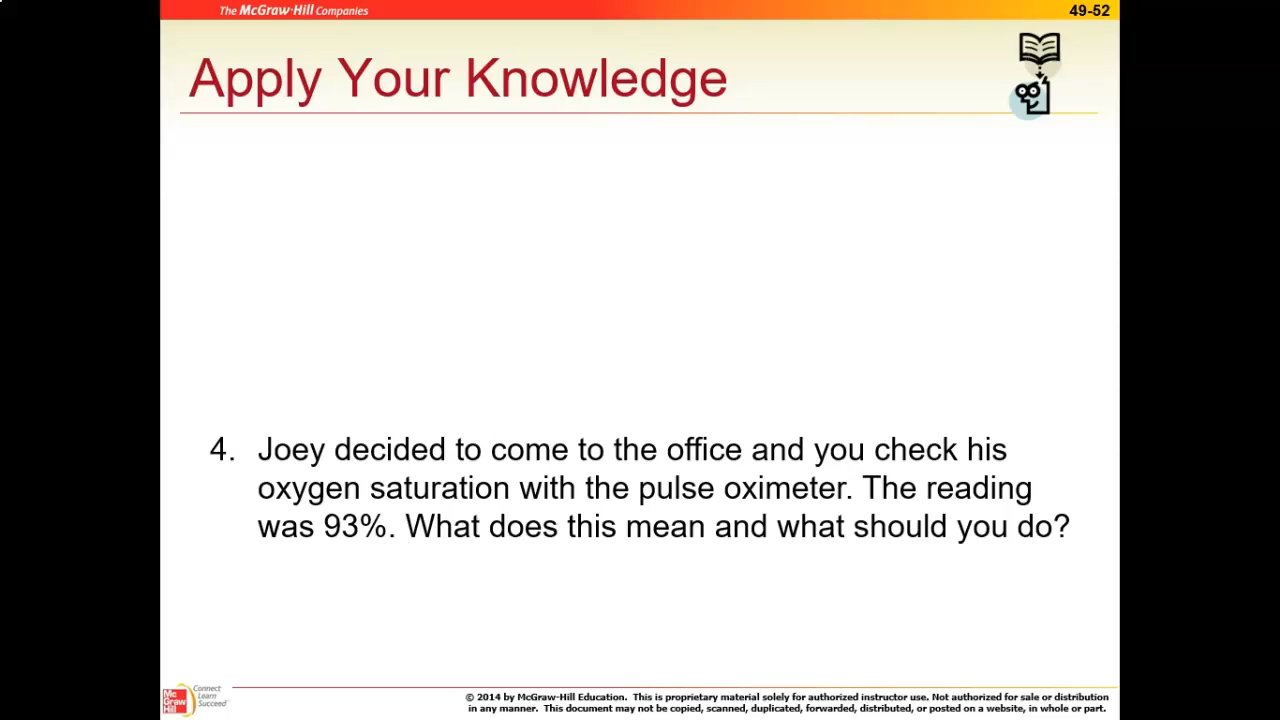 The McGraw·Hill Companies
49-52
Apply Your Knowledge
4. Joey decided to come to the office and you check his
oxygen saturation with the pulse oximeter. The reading
was 93%. What does this mean and what should you do?
Mc
Graw
Hill
Connect
Learn
Succeed™
© 2014 by McGraw-Hill Education. This is proprietary material solely for authorized instructor use. Not authorized for sale or distribution
in any manner. This document may not be copied, scanned, duplicated, forwarded, distributed, or posted on a website, in whole or part.